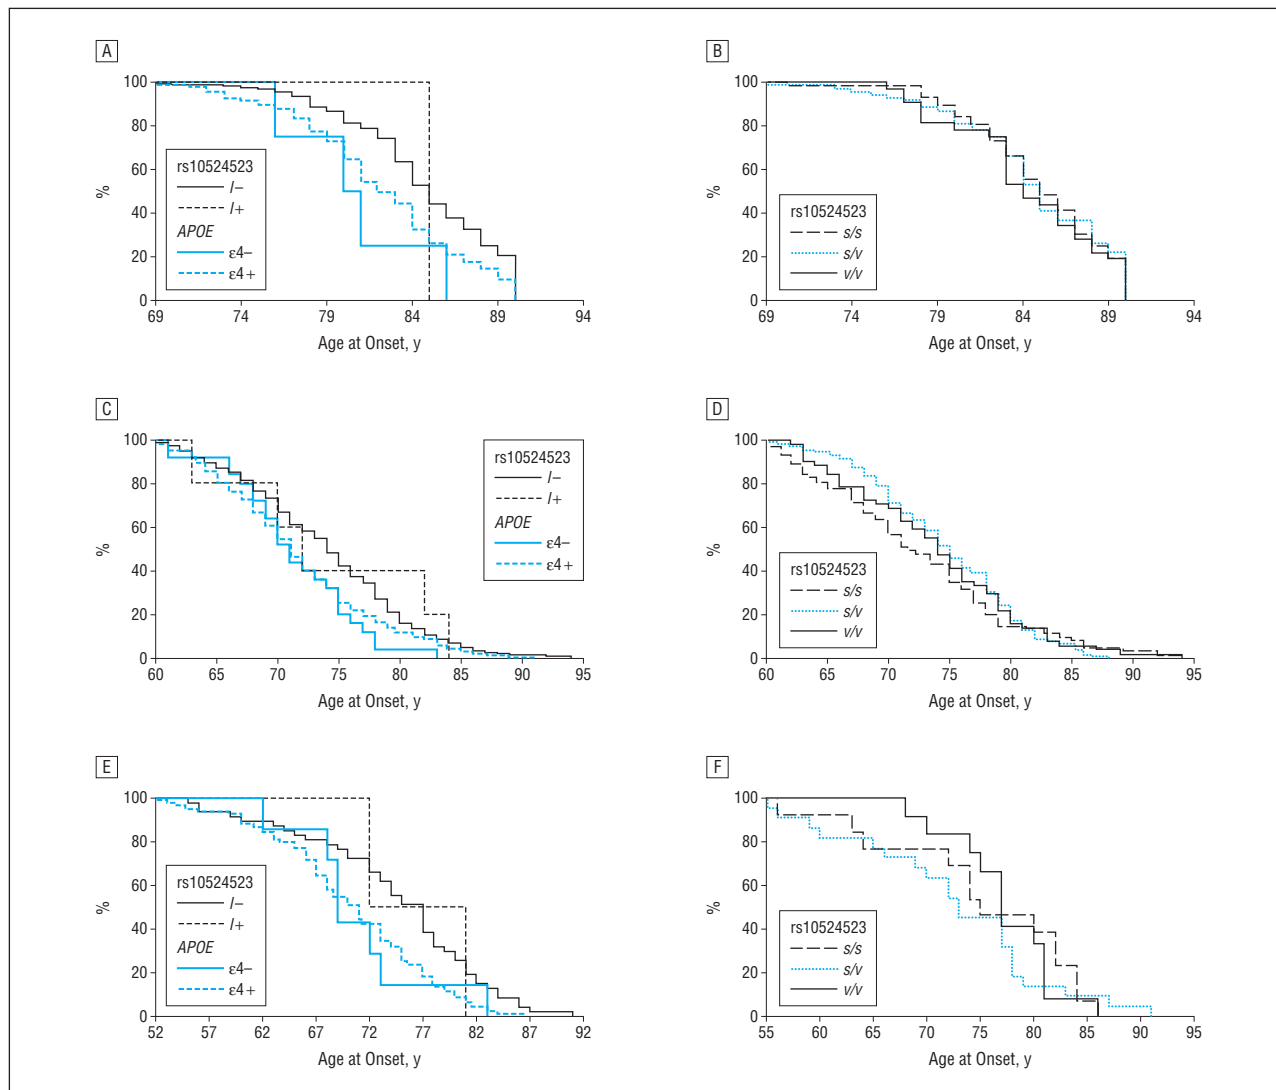 A
100
80
60
40
20
0
%
rs10524523
l–
l+
APOE
ε4–
ε4+
69 74 79 84 89 94
Age at Onset, y
B
100
80
60
40
20
0
%
rs10524523
s/s
s/v
v/v
69 74 79 84 89 94
Age at Onset, y
C
100
80
60
40
20
0
%
rs10524523
l–
l+
APOE
ε4–
ε4+
60 65 70 75 80 85 90 95
Age at Onset, y
D
100
80
60
40
20
0
%
rs10524523
s/s
s/v
v/v
60 65 70 75 80 85 90 95
Age at Onset, y
E
100
80
60
40
20
0
%
rs10524523
l–
l+
APOE
ε4–
ε4+
52 57 62 67 72 77 82 87 92
Age at Onset, y
F
100
80
60
40
20
0
%
rs10524523
s/s
s/v
v/v
55 60 65 70 75 80 85 90 95
Age at Onset, y